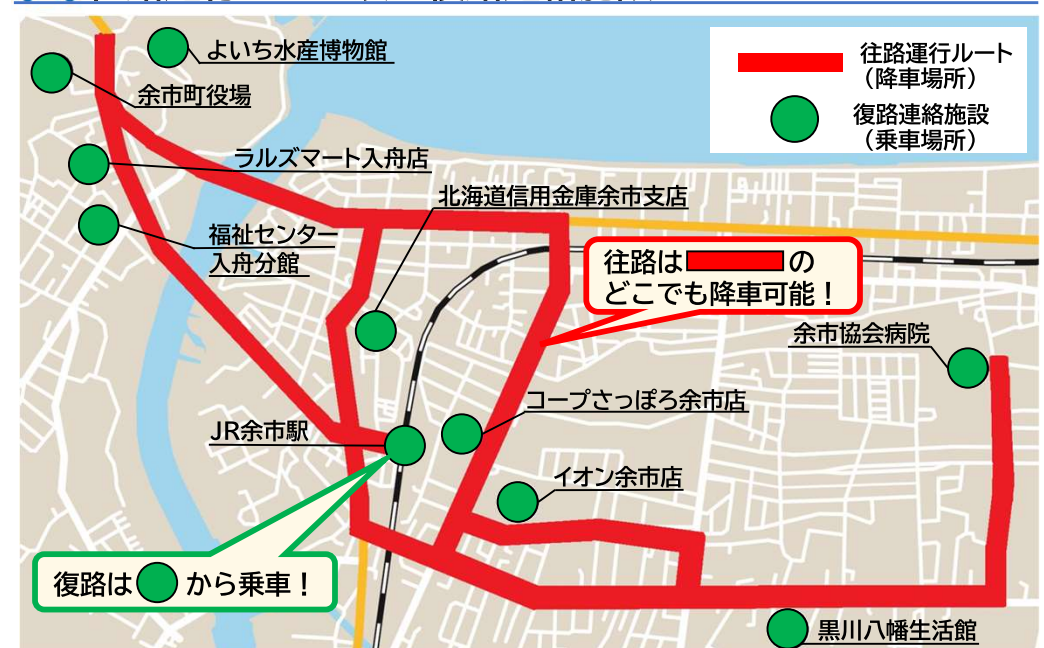 よいち水産博物館
余市町役場
往路運行ルート
（降車場所）
復路連絡施設
（乗車場所）
ラルズマート入舟店
北海道信用金庫余市支店
福祉センター
入舟分館
往路は の
どこでも降車可能！
余市協会病院
コープさっぽろ余市店
JR余市駅
イオン余市店
復路は から乗車！
黒川八幡生活館